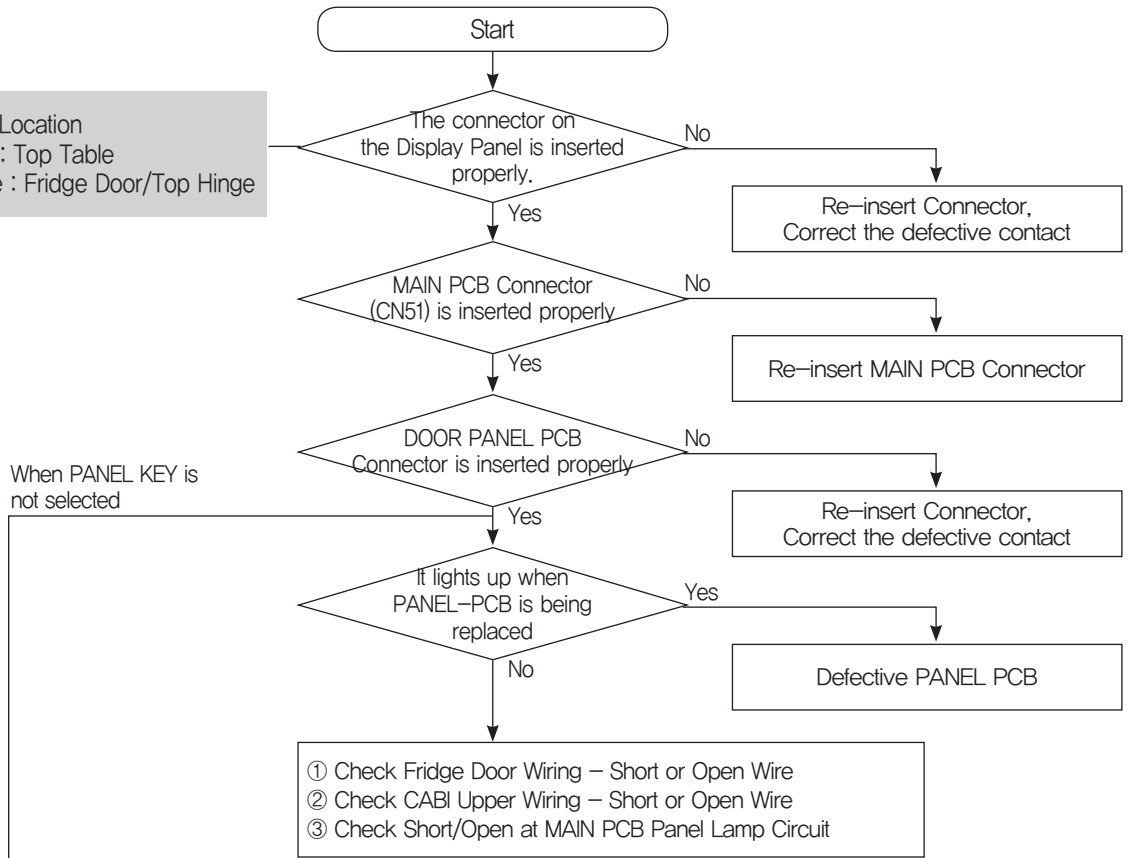 Start
Location
: Top Table
: Fridge Door/Top Hinge
The connector on
the Display Panel is inserted
properly.
No
Yes
Re-insert Connector,
Correct the defective contact
MAIN PCB Connector
(CN51) is inserted properly
No
Yes
Re-insert MAIN PCB Connector
DOOR PANEL PCB
Connector is inserted properly
No
Yes
Re-insert Connector,
Correct the defective contact
When PANEL KEY is
not selected
It lights up when
PANEL-PCB is being
replaced
Yes
No
Defective PANEL PCB
① Check Fridge Door Wiring – Short or Open Wire
② Check CABI Upper Wiring – Short or Open Wire
③ Check Short/Open at MAIN PCB Panel Lamp Circuit